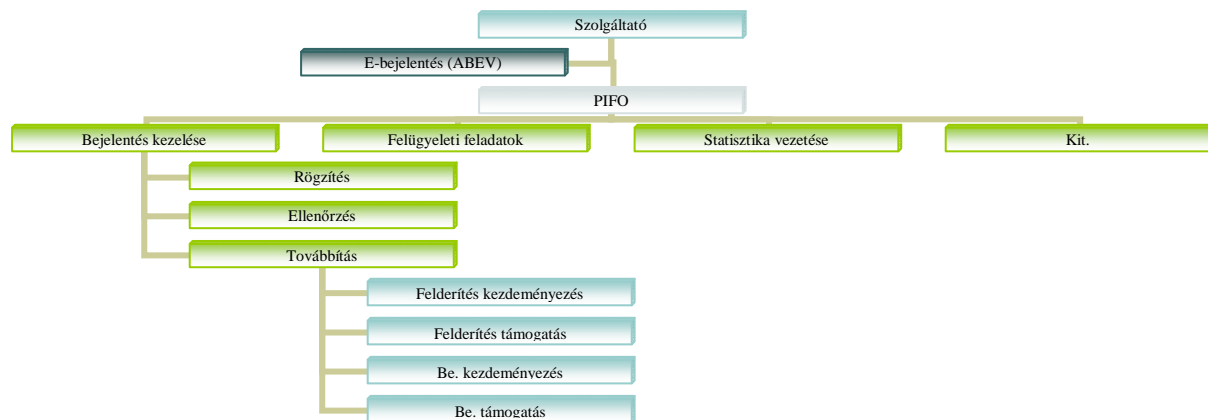 Szolgáltató
E-bejelentés (ABEV)
PIFO
Bejelentés kezelése
Felügyeleti feladatok
Statisztika vezetése
Kit.
Rögzítés
Ellenőrzés
Továbbítás
Felderítés kezdeményezés
Felderítés támogatás
Be. kezdeményezés
Be. támogatás